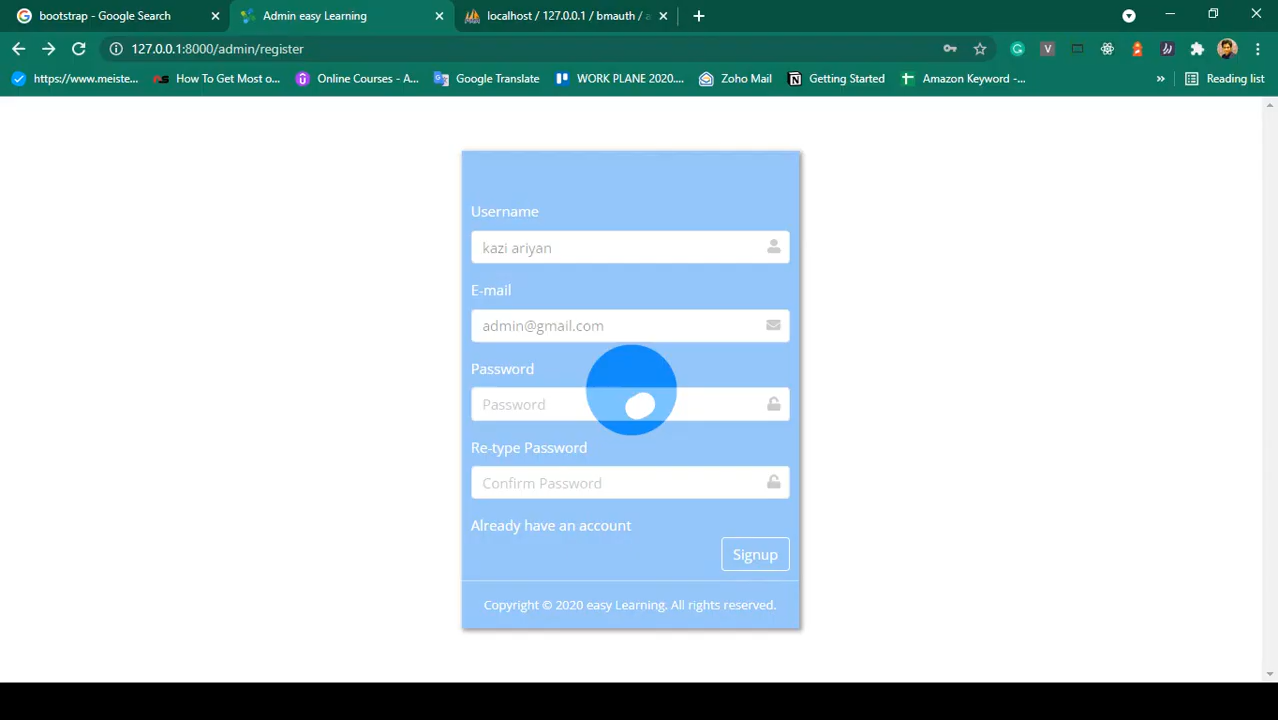 bootstrap - Google Search
Admin easy Learning
localhost / 127.0.0.1 / bmauth / a
127.0.0.1:8000/admin/register
https://www.meiste...
How To Get Most o...
Online Courses - A...
Google Translate
WORK PLANE 2020....
Zoho Mail
Getting Started
Amazon Keyword -...
»
Reading list
Username
kazi ariyan
E-mail
admin@gmail.com
Password
Password
Re-type Password
Confirm Password
Already have an account
Signup
Copyright © 2020 easy Learning. All rights reserved.